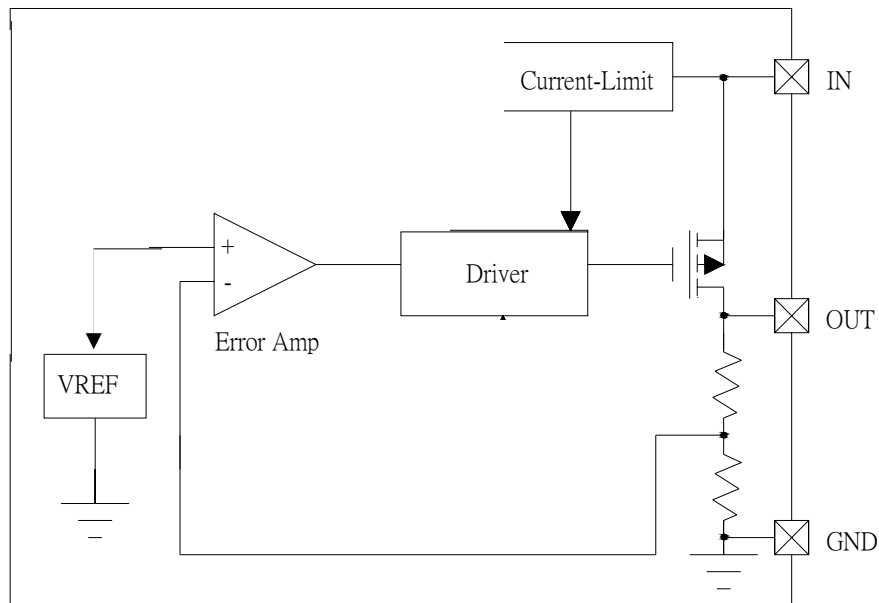 Current-Limit
IN
+
-
Driver
Error Amp
OUT
VREF
GND